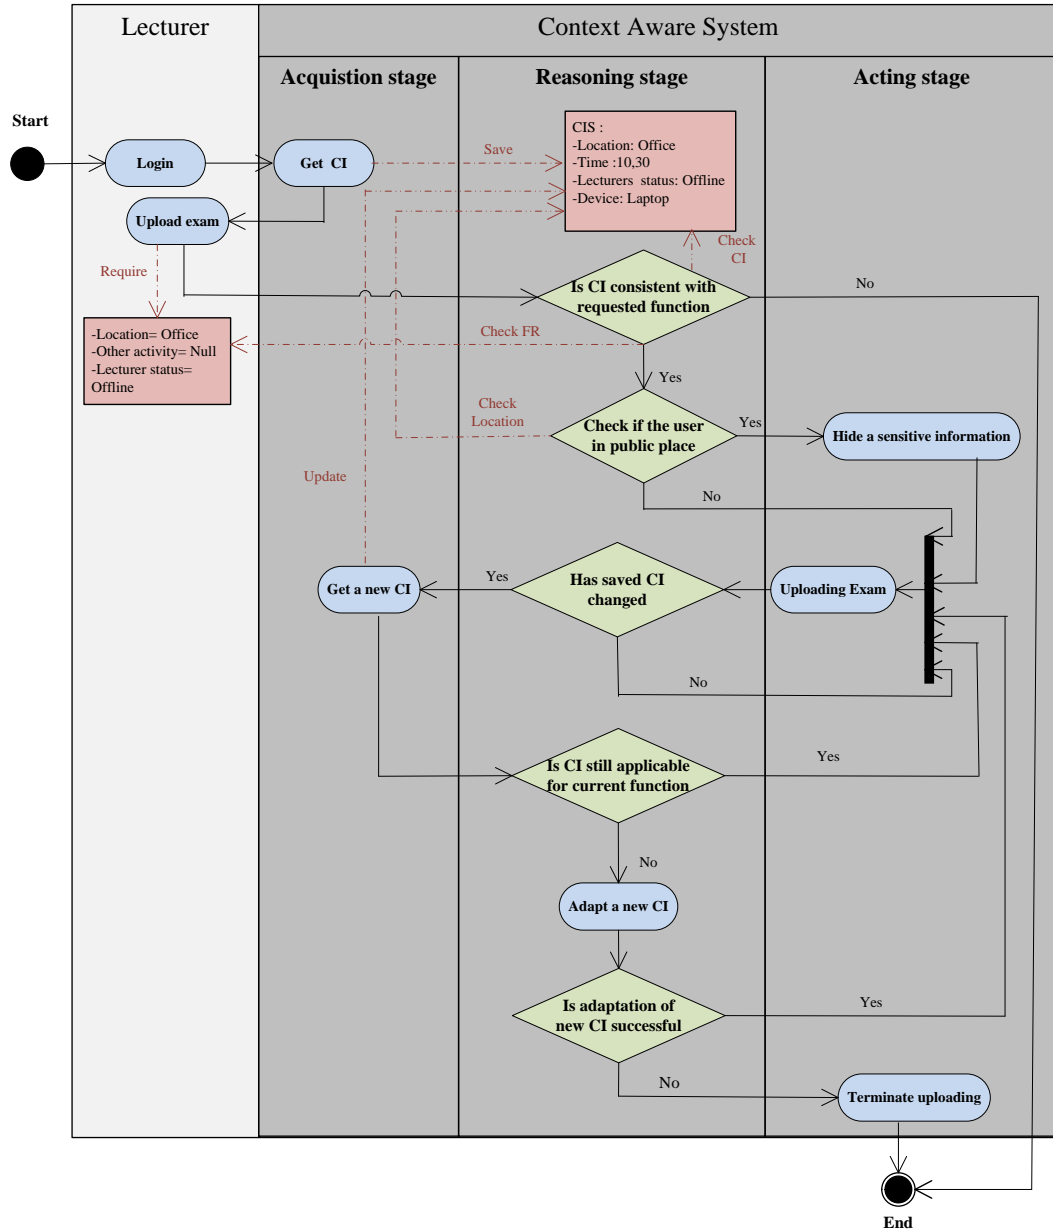 Lecturer
Context Aware System
Acquistion stage
Reasoning stage
Acting stage
Start
Login
Get CI
Save
CIS :
-Location: Office
-Time :10,30
-Lecturers status: Offline
-Device: Laptop
Upload exam
Require
Check
CI
Is CI consistent with
requested function
No
-Location= Office
-Other activity= Null
-Lecturer status=
Offline
Check FR
Yes
Check
Location
Check if the user
in public place
Yes
Hide a sensitive information
Update
No
Get a new CI
Yes
Has saved CI
changed
Uploading Exam
No
Is CI still applicable
for current function
Yes
No
Adapt a new CI
Is adaptation of
new CI successful
Yes
No
Terminate uploading
End